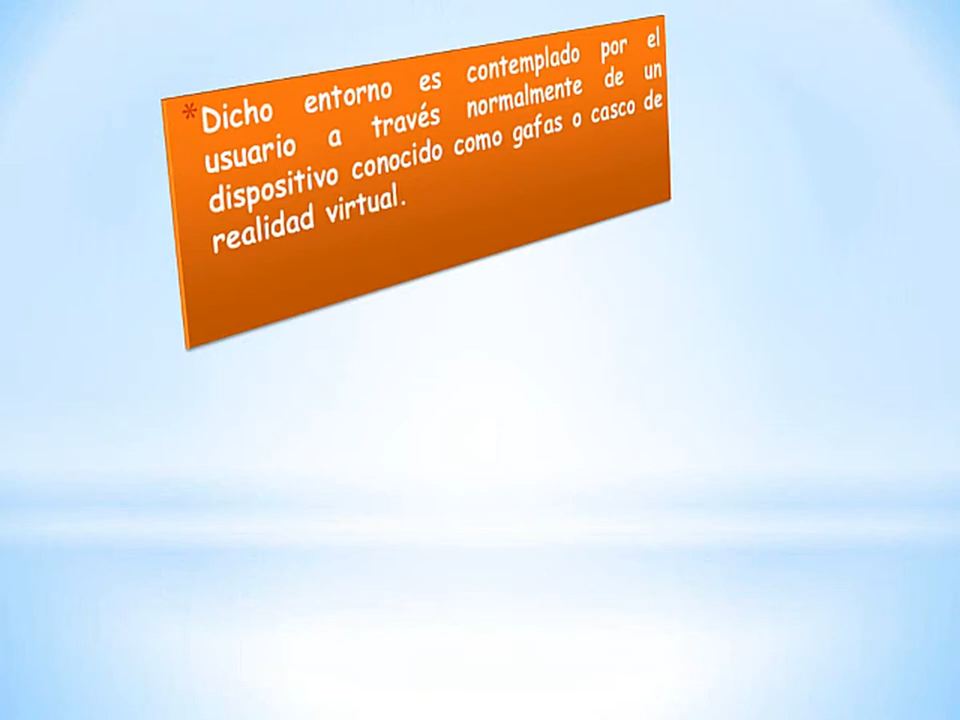 *Dicho entorno es contemplado por el
usuario a través normalmente de un
dispositivo conocido como gafas o casco de
realidad virtual.